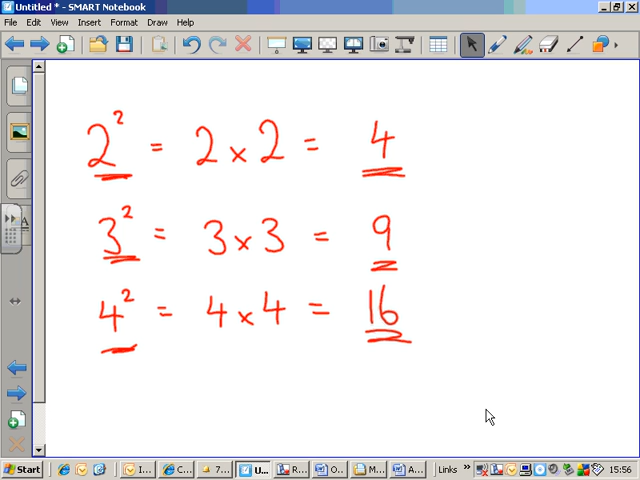 Untitled * - SMART Notebook
File Edit View Insert Format Draw Help
2² = 2 × 2 = 4
3² = 3 × 3 = 9
4² = 4 × 4 = 16
Start I... C... 7... U... R... O... M... A... Links » 15:56